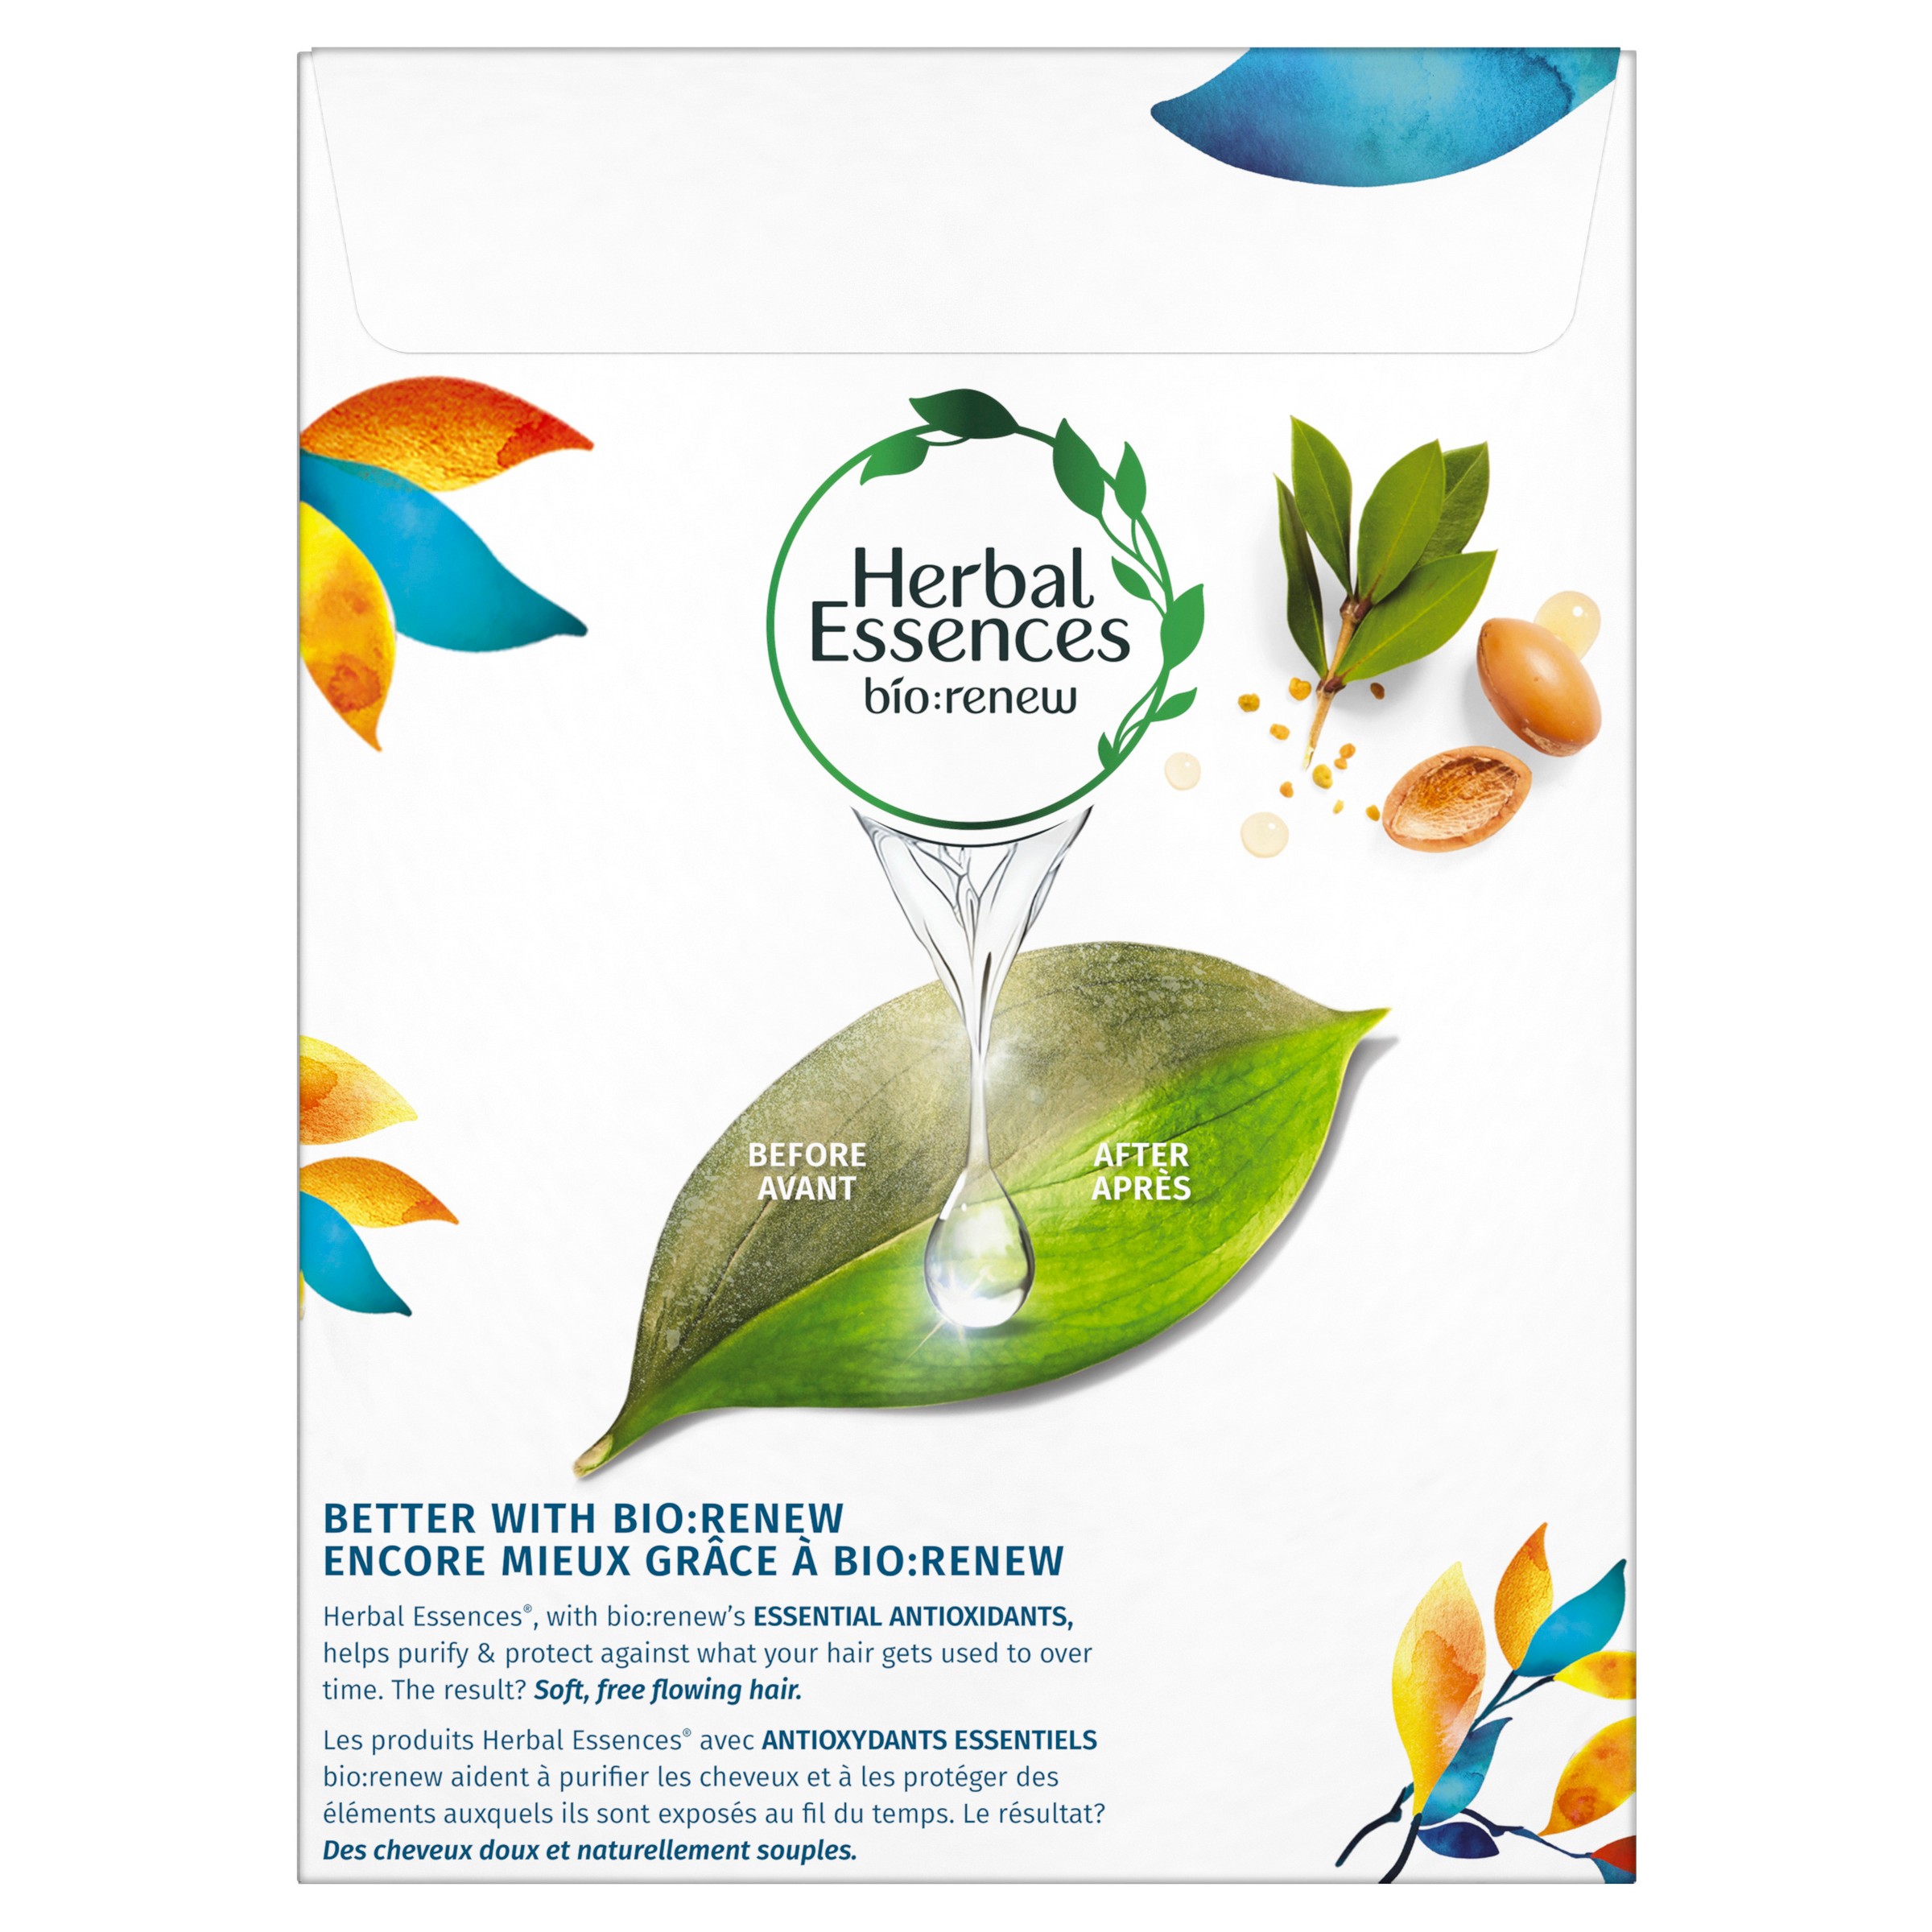 Herbal
Essences
bio:renew
BEFORE
AVANT
AFTER
APRÈS
BETTER WITH BIO:RENEW
ENCORE MIEUX GRÂCE À BIO:RENEW
Herbal Essences®, with bio:renew's ESSENTIAL ANTIOXIDANTS,
helps purify & protect against what your hair gets used to over
time. The result? Soft, free flowing hair.
Les produits Herbal Essences® avec ANTIOXYDANTS ESSENTIELS
bio:renew aident à purifier les cheveux et à les protéger des
éléments auxquels ils sont exposés au fil du temps. Le résultat?
Des cheveux doux et naturellement souples.